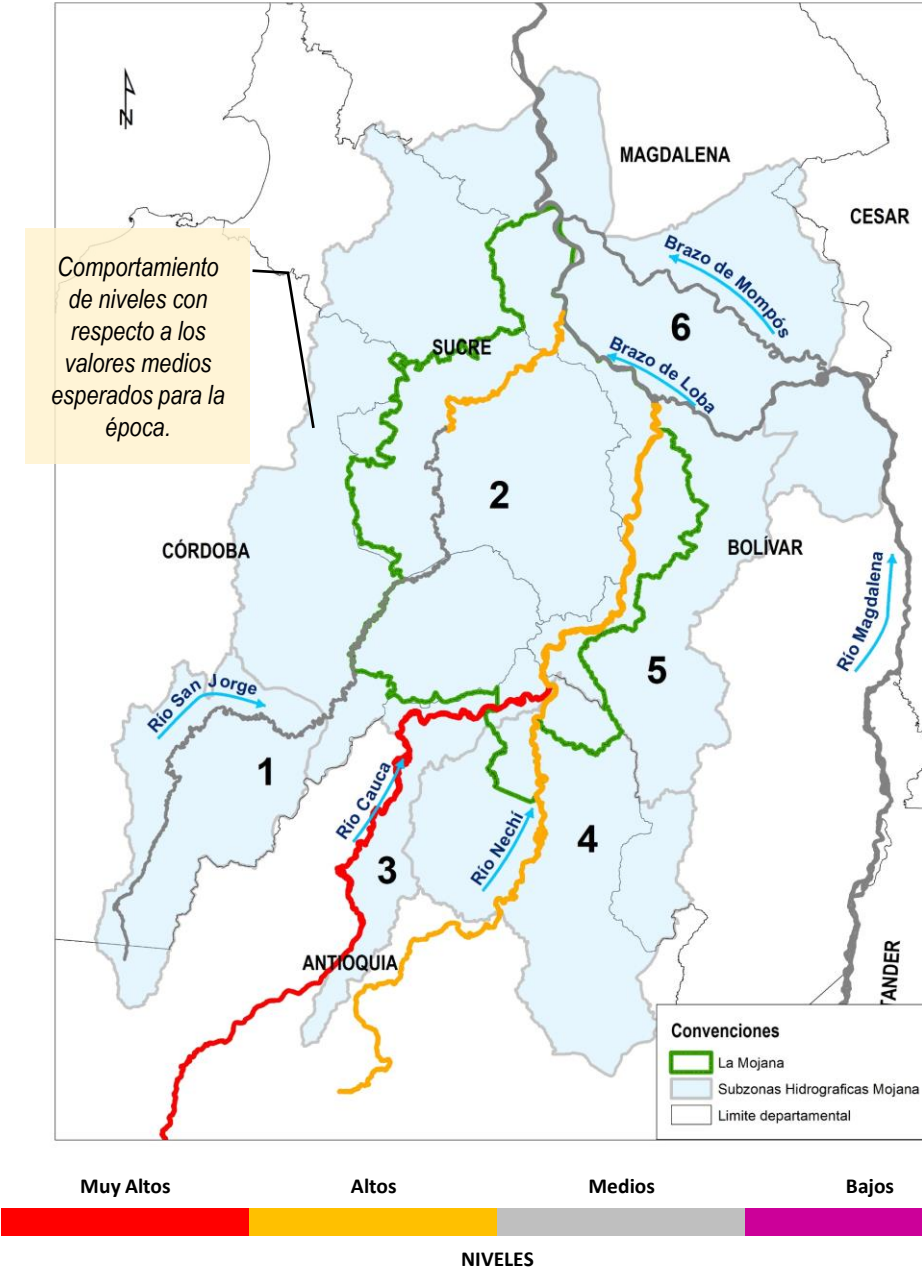 N
MAGDALENA
CESAR
Comportamiento
de niveles con
respecto a los
valores medios
esperados para la
época.
Brazo de Mompós
6
SUCRE
Brazo de Loba
2
CÓRDOBA
BOLÍVAR
Río Magdalena
5
Río San Jorge
1
Río Cauca
4
Río Nechí
3
ANTIOQUIA
TANDER
Convenciones
La Mojana
Subzonas Hidrograficas Mojana
Limite departamental
Muy Altos Altos Medios Bajos
NIVELES